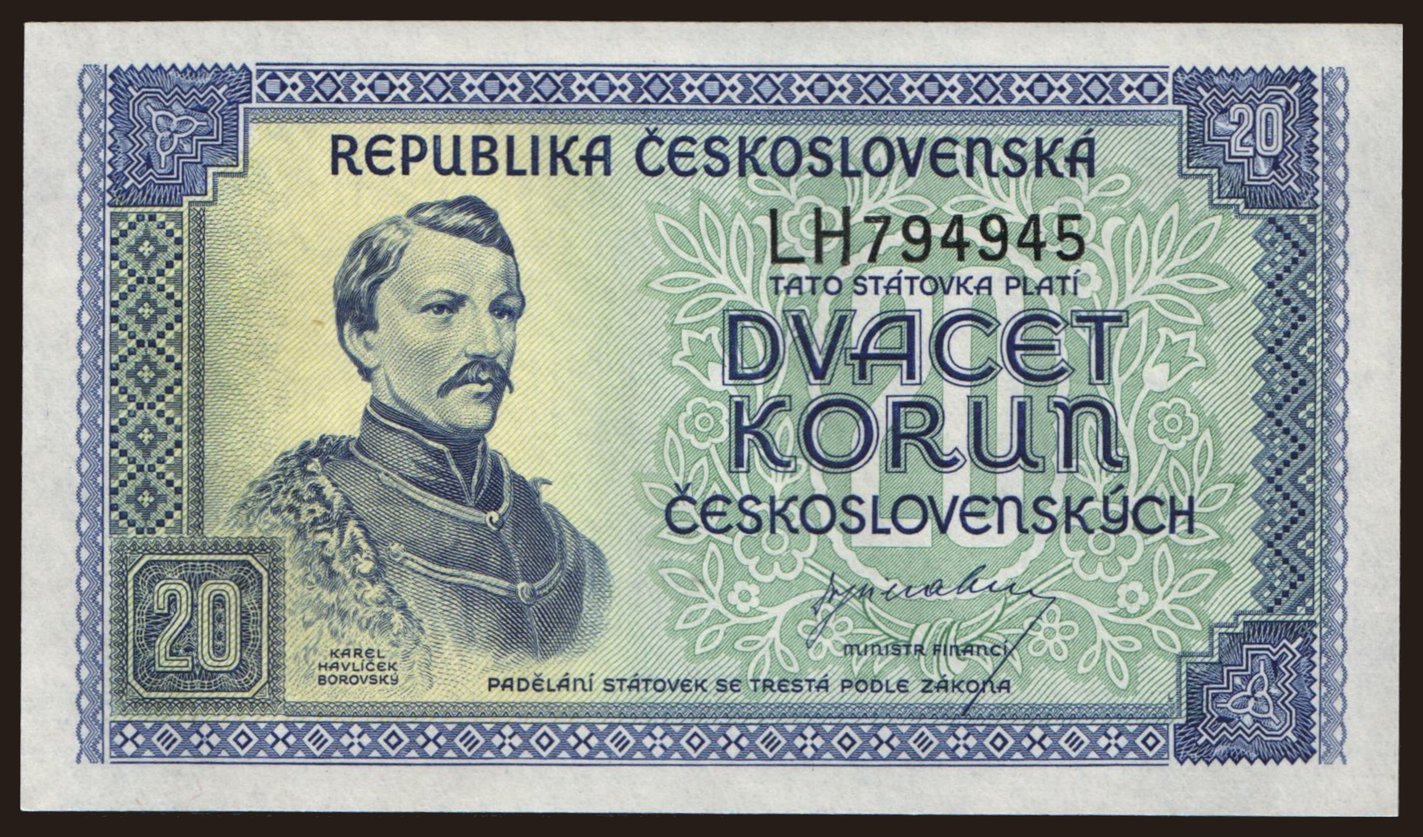 REPUBLIKA ČESKOSLOVENSKÁ
20
LH794945
TATO STÁTOVKA PLATÍ
20
DVACET
KORUN
ČESKOSLOVENSKÝCH
MINISTR FINANCÍ
20
KAREL
HAVLÍČEK
BOROVSKÝ
PADĚLÁNÍ STÁTOVEK SE TRESTÁ PODLE ZÁKONA